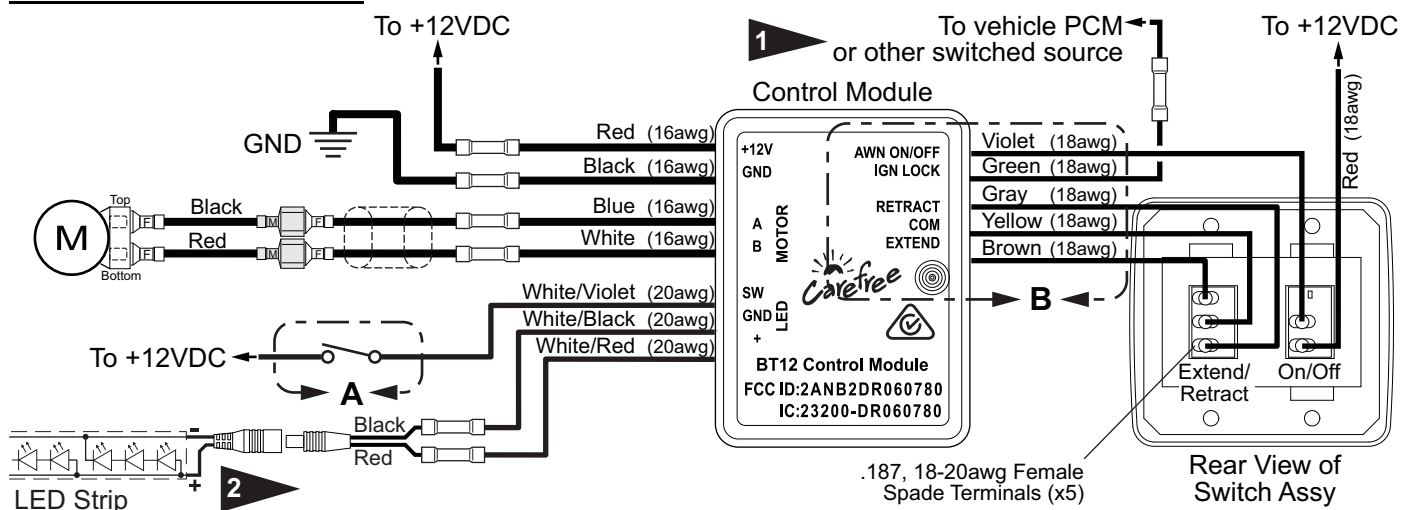 To +12VDC
1
To vehicle PCM
or other switched source
To +12VDC
Control Module
GND
Red (16awg)
Black (16awg)
Blue (16awg)
White (16awg)
White/Violet (20awg)
White/Black (20awg)
White/Red (20awg)
Top
M
Bottom
F
F
Black
Red
M
F
M
F
+12V
GND
A
B
MOTOR
SW
GND
+
LED
AWN ON/OFF
IGN LOCK
RETRACT
COM
EXTEND
Carefree
BT12 Control Module
FCC ID:2ANB2DR060780
IC:23200-DR060780
Violet (18awg)
Green (18awg)
Gray (18awg)
Yellow (18awg)
Brown (18awg)
B
Red (18awg)
Extend/
Retract
On/Off
To +12VDC
A
Black
Red
-
+
2
LED Strip
.187, 18-20awg Female
Spade Terminals (x5)
Rear View of
Switch Assy